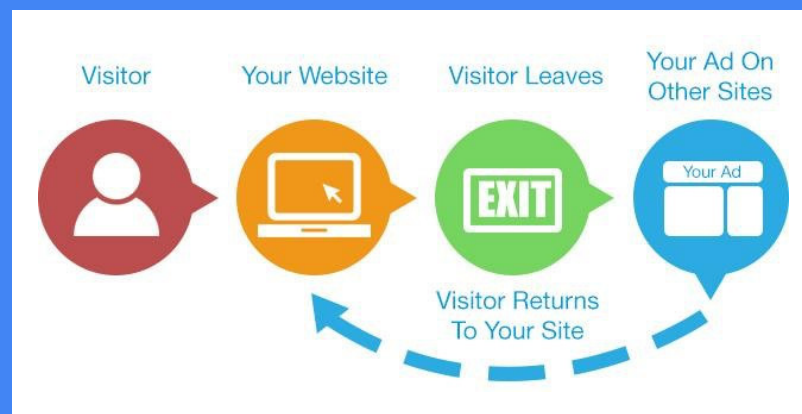 Visitor
Your Website
Visitor Leaves
Your Ad On
Other Sites
EXIT
Your Ad
Visitor Returns
To Your Site